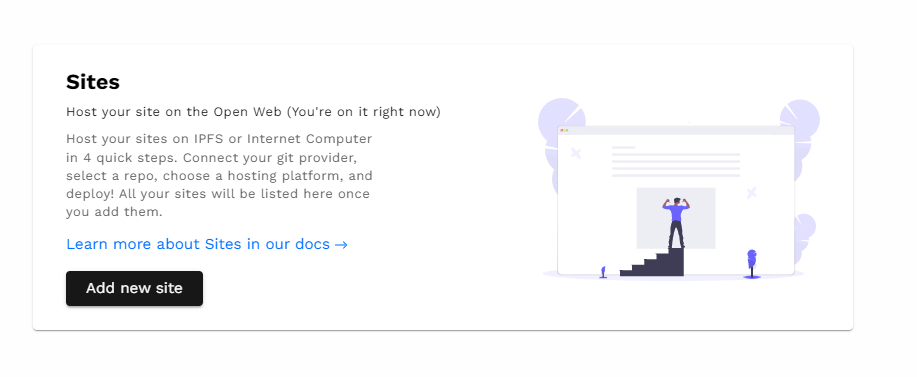 Sites
Host your site on the Open Web (You're on it right now)
Host your sites on IPFS or Internet Computer
in 4 quick steps. Connect your git provider,
select a repo, choose a hosting platform, and
deploy! All your sites will be listed here once
you add them.
Learn more about Sites in our docs →
Add new site